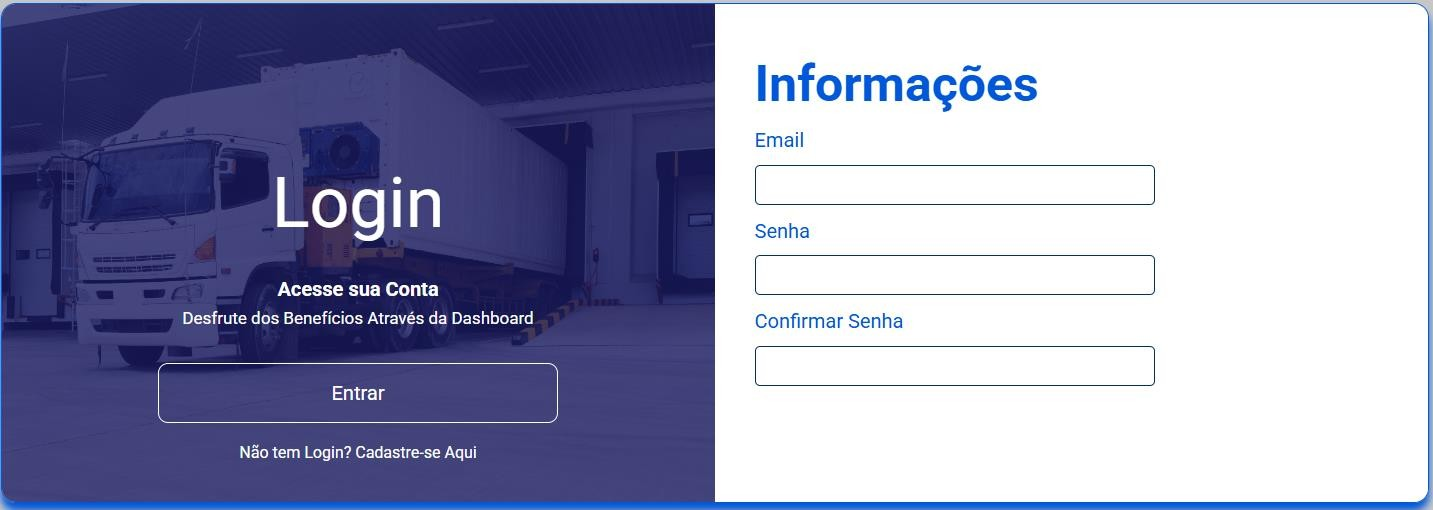 Login
Acesse sua Conta
Desfrute dos Benefícios Através da Dashboard
Entrar
Não tem Login? Cadastre-se Aqui
Informações
Email
Senha
Confirmar Senha